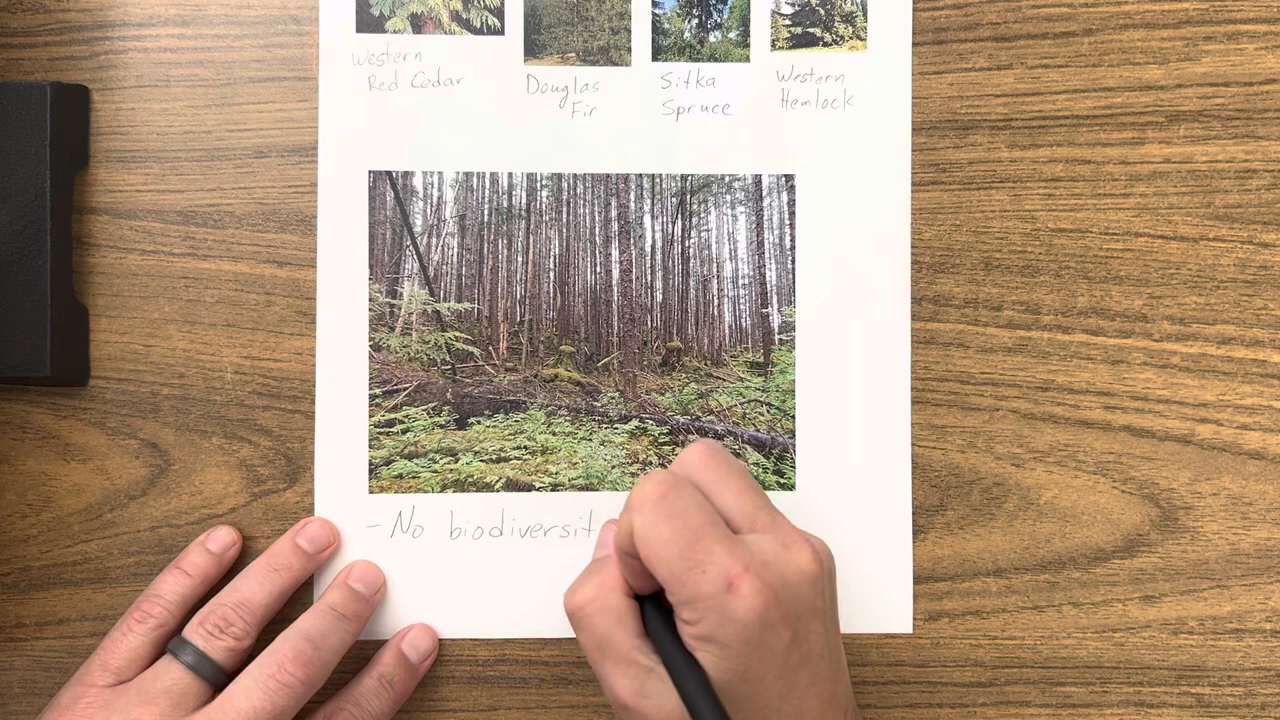 Western
Red Cedar
Douglas
Fir
Sitka
Spruce
Western
Hemlock
- No biodiversit